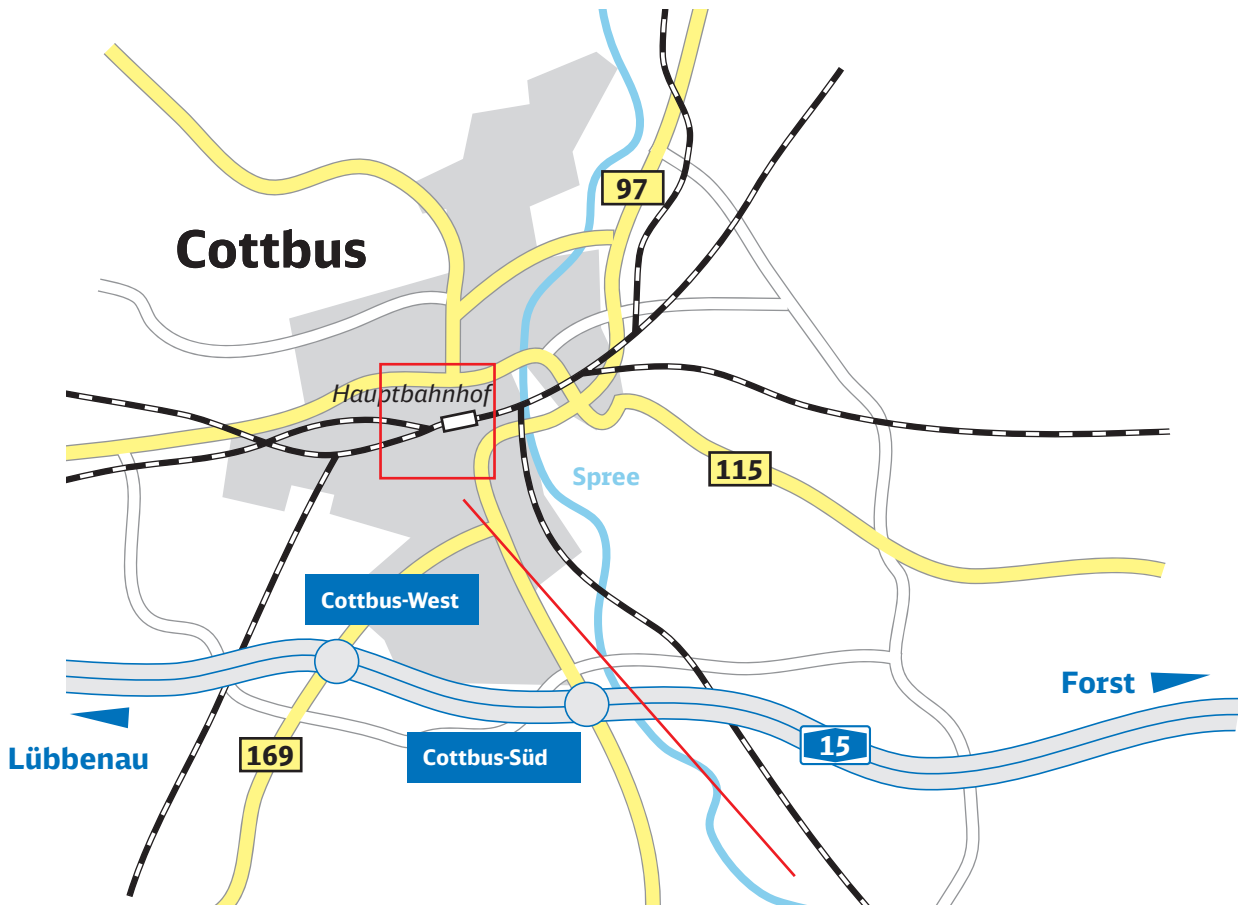 97
Cottbus
Hauptbahnhof
115
Spree
Cottbus-West
Forst
15
169
Cottbus-Süd
Lübbenau